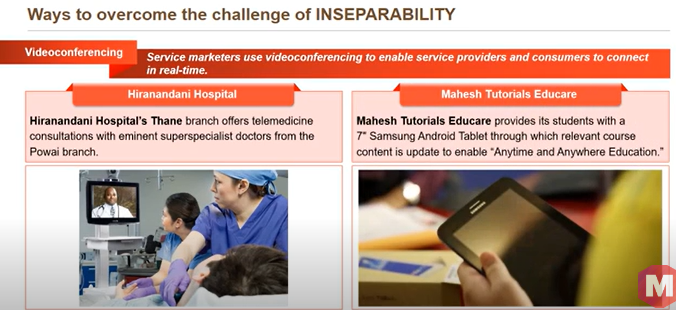 Ways to overcome the challenge of INSEPARABILITY
Videoconferencing
Service marketers use videoconferencing to enable service providers and consumers to connect
in real-time.
Hiranandani Hospital
Hiranandani Hospital's Thane branch offers telemedicine
consultations with eminent superspecialist doctors from the
Powai branch.
Mahesh Tutorials Educare
Mahesh Tutorials Educare provides its students with a
7" Samsung Android Tablet through which relevant course
content is update to enable “Anytime and Anywhere Education.”
M